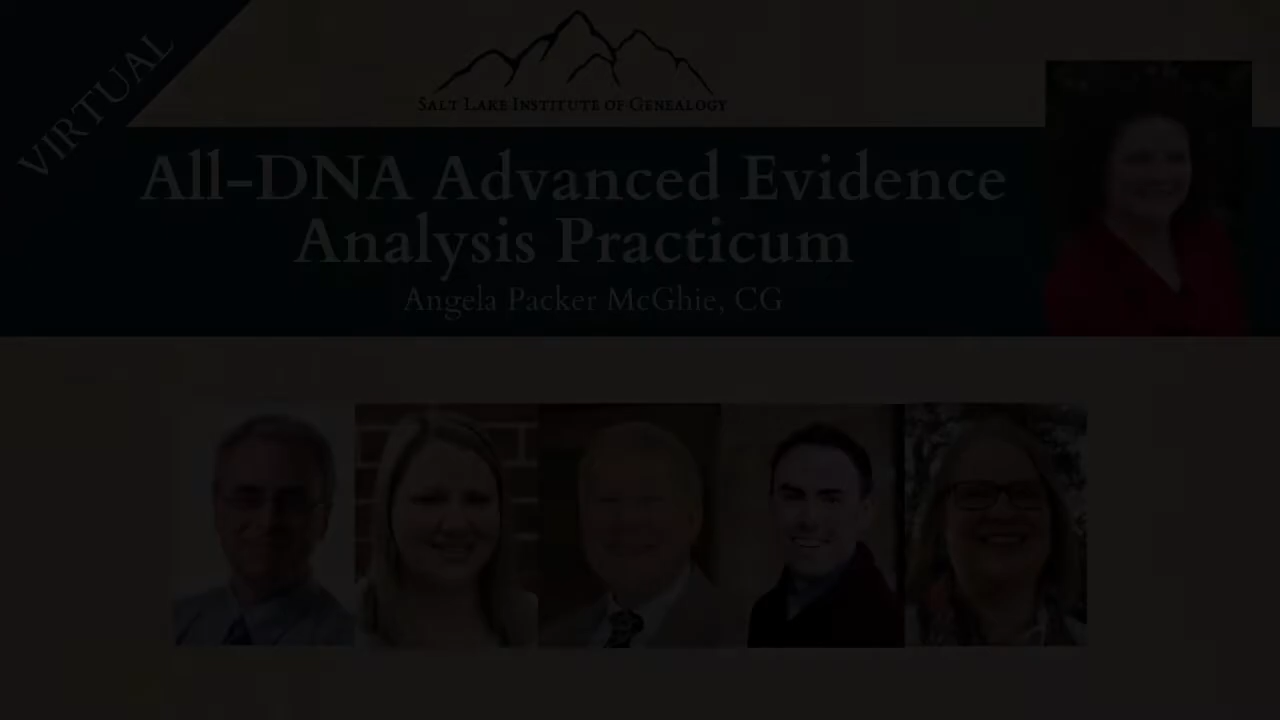 VIRTUAL
SALT LAKE INSTITUTE OF GENEALOGY
All-DNA Advanced Evidence
Analysis Practicum
Angela Packer McGhie, CG